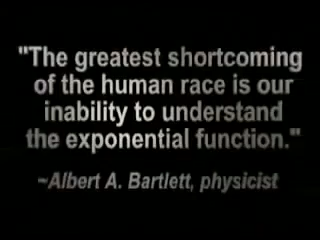 "The greatest shortcoming
of the human race is our
inability to understand
the exponential function."
~Albert A. Bartlett, physicist